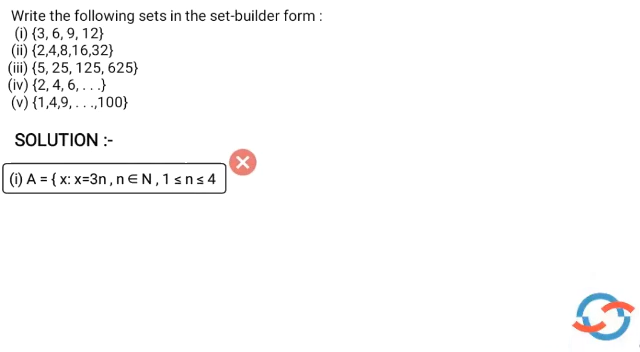 Write the following sets in the set-builder form :
(i) {3, 6, 9, 12}
(ii) {2,4,8,16,32}
(iii) {5, 25, 125, 625}
(iv) {2, 4, 6, . . .}
(v) {1,4,9, . . .,100}
SOLUTION :-
(i) A = { x: x=3n , n ∈ N , 1 ≤ n ≤ 4